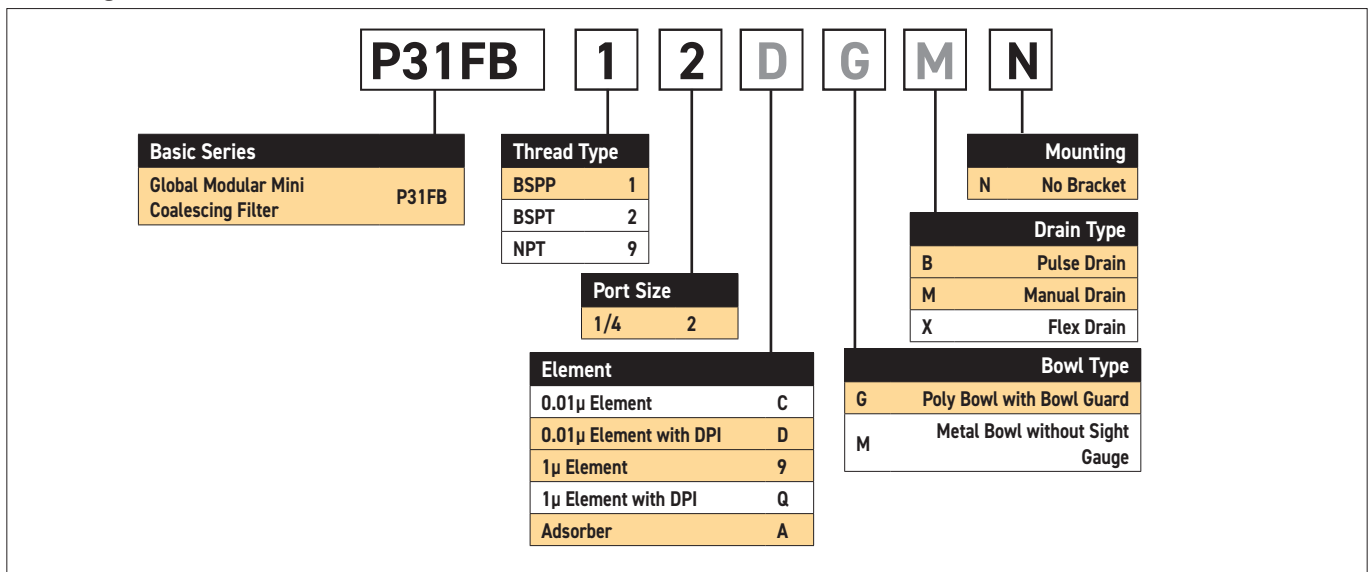 P31FB 1 2 D G M N
Basic Series
Global Modular Mini
Coalescing Filter P31FB
Thread Type
BSPP 1
BSPT 2
NPT 9
Port Size
1/4 2
Element
0.01µ Element C
0.01µ Element with DPI D
1µ Element 9
1µ Element with DPI Q
Adsorber A
Mounting
N No Bracket
Drain Type
B Pulse Drain
M Manual Drain
X Flex Drain
Bowl Type
G Poly Bowl with Bowl Guard
M Metal Bowl without Sight
Gauge